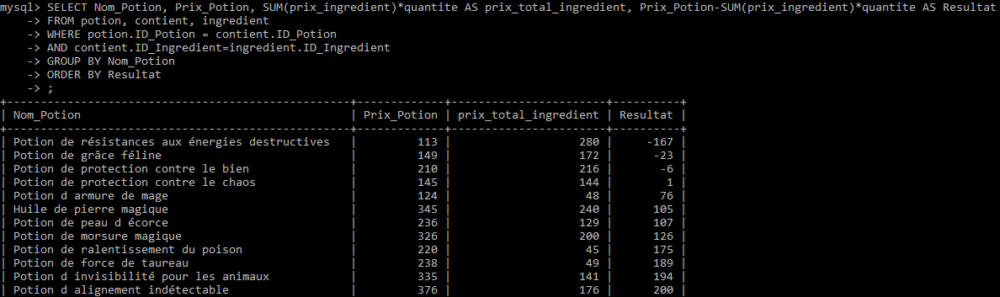 mysql> SELECT Nom_Potion, Prix_Potion, SUM(prix_ingredient)*quantite AS prix_total_ingredient, Prix_Potion-SUM(prix_ingredient)*quantite AS Resultat
    -> FROM potion, contient, ingredient
    -> WHERE potion.ID_Potion = contient.ID_Potion
    -> AND contient.ID_Ingredient=ingredient.ID_Ingredient
    -> GROUP BY Nom_Potion
    -> ORDER BY Resultat
    -> ;
+---------------------------------------------------+-------------+-----------------------+----------+
| Nom_Potion | Prix_Potion | prix_total_ingredient | Resultat |
+---------------------------------------------------+-------------+-----------------------+----------+
| Potion de résistances aux énergies destructives | 113 | 280 | -167 |
| Potion de grâce féline | 149 | 172 | -23 |
| Potion de protection contre le bien | 210 | 216 | -6 |
| Potion de protection contre le chaos | 145 | 144 | 1 |
| Potion d armure de mage | 124 | 48 | 76 |
| Huile de pierre magique | 345 | 240 | 105 |
| Potion de peau d écorce | 236 | 129 | 107 |
| Potion de morsure magique | 326 | 200 | 126 |
| Potion de ralentissement du poison | 220 | 45 | 175 |
| Potion de force de taureau | 238 | 49 | 189 |
| Potion d invisibilité pour les animaux | 335 | 141 | 194 |
| Potion d alignement indétectable | 376 | 176 | 200 |